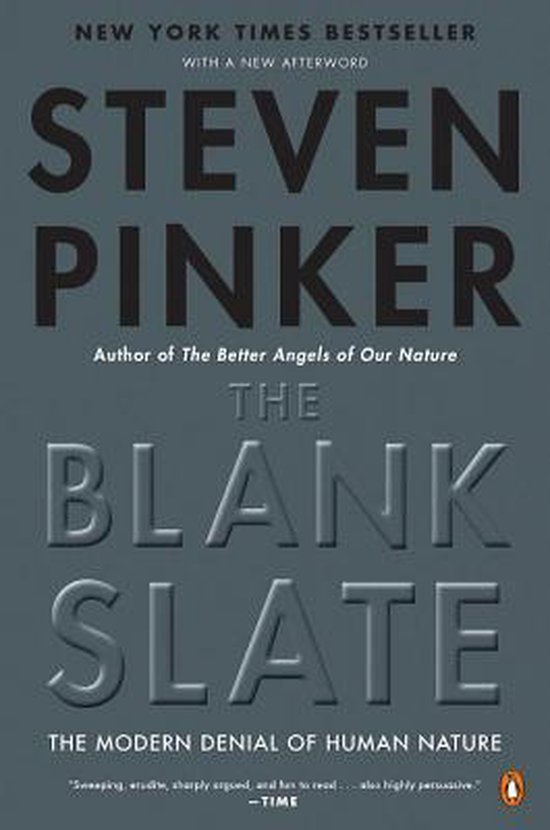 NEW YORK TIMES BESTSELLER
WITH A NEW AFTERWORD
STEVEN
PINKER
Author of The Better Angels of Our Nature
THE
BLANK
SLATE
THE MODERN DENIAL OF HUMAN NATURE
"Sweeping, erudite, sharply argued, and fun to read . . . also highly persuasive."
—TIME